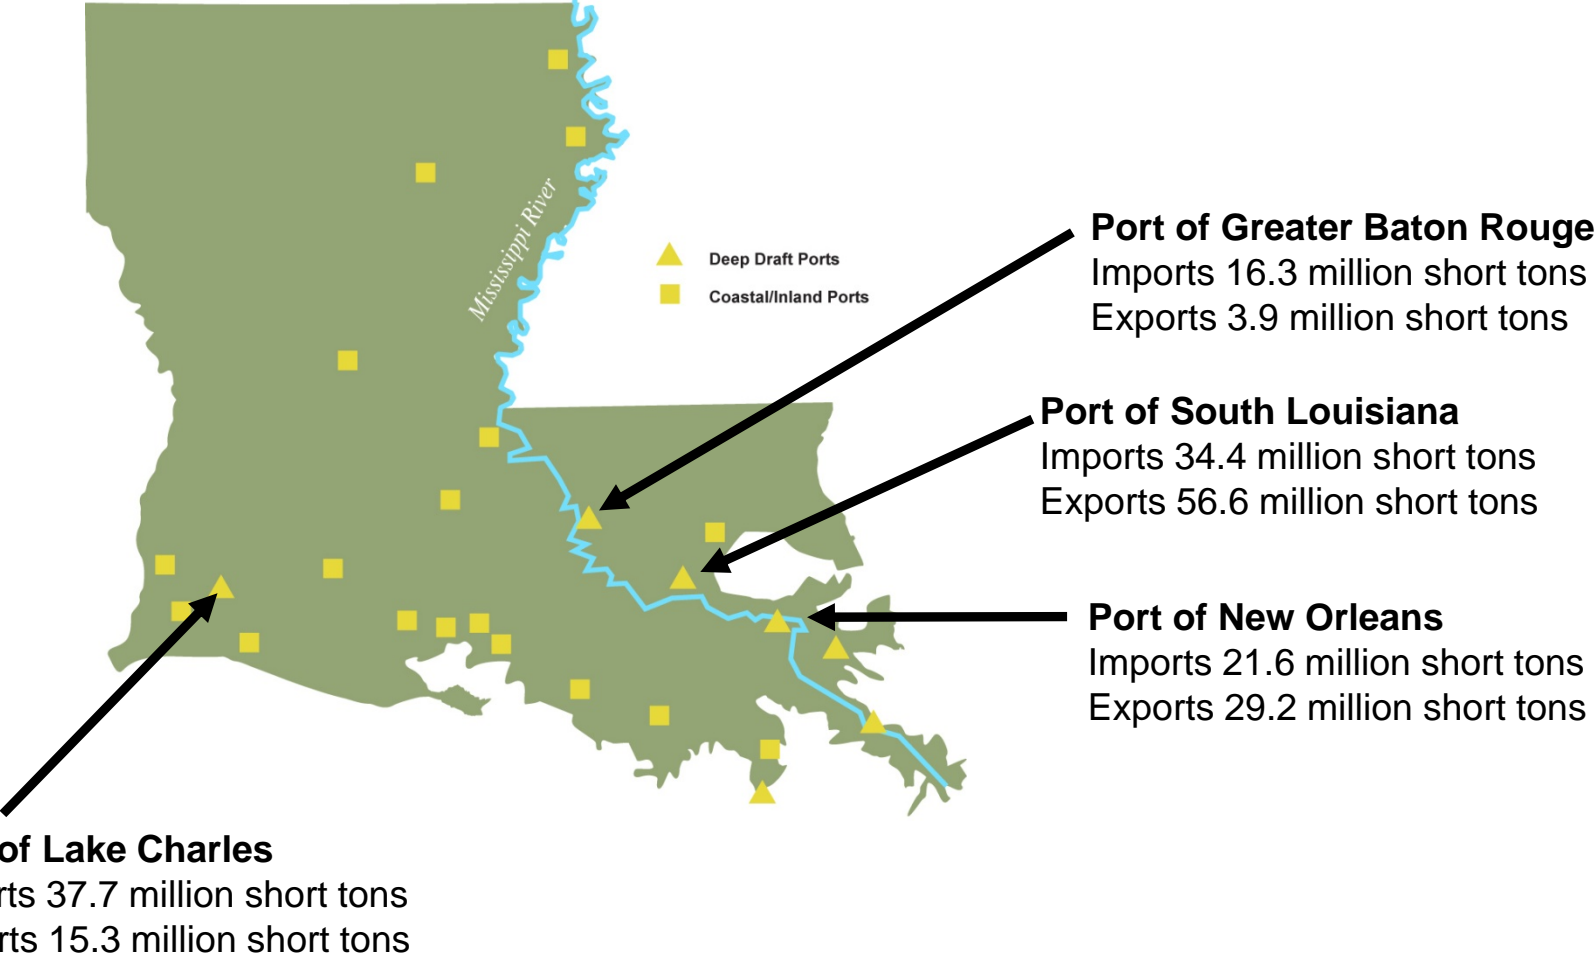 Mississippi River
Deep Draft Ports
Coastal/Inland Ports
Port of Greater Baton Rouge
Imports 16.3 million short tons
Exports 3.9 million short tons
Port of South Louisiana
Imports 34.4 million short tons
Exports 56.6 million short tons
Port of New Orleans
Imports 21.6 million short tons
Exports 29.2 million short tons
of Lake Charles
rts 37.7 million short tons
rts 15.3 million short tons